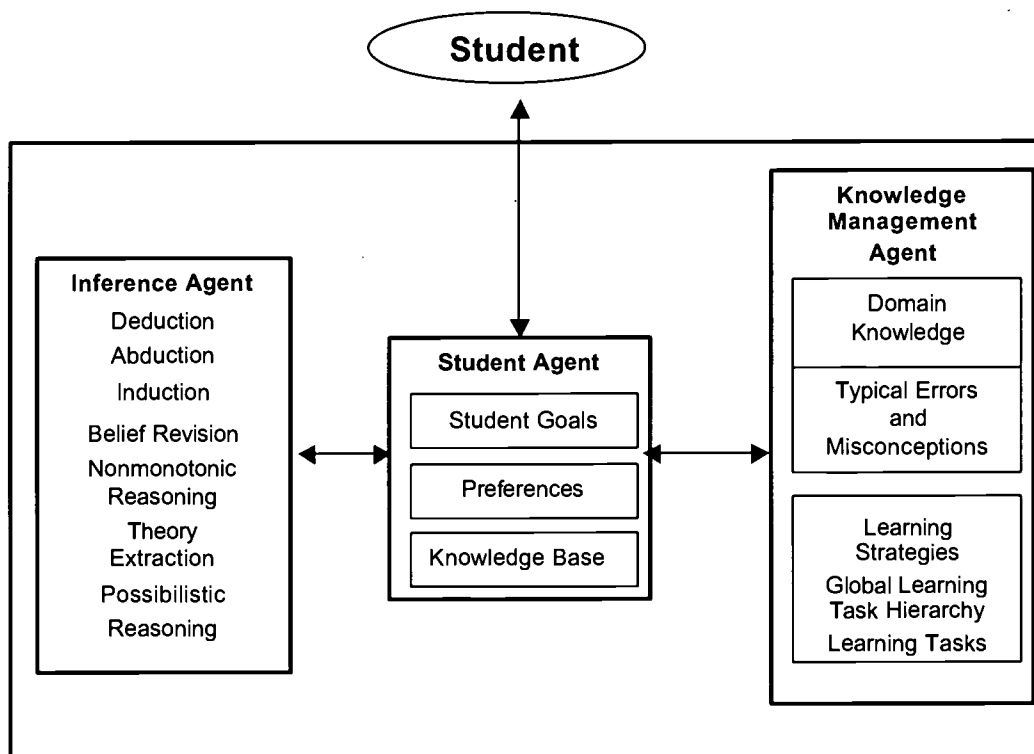 Student
Inference Agent
Deduction
Abduction
Induction
Belief Revision
Nonmonotonic
Reasoning
Theory
Extraction
Possibilistic
Reasoning
Student Agent
Student Goals
Preferences
Knowledge Base
Knowledge
Management
Agent
Domain
Knowledge
Typical Errors
and
Misconceptions
Learning
Strategies
Global Learning
Task Hierarchy
Learning Tasks